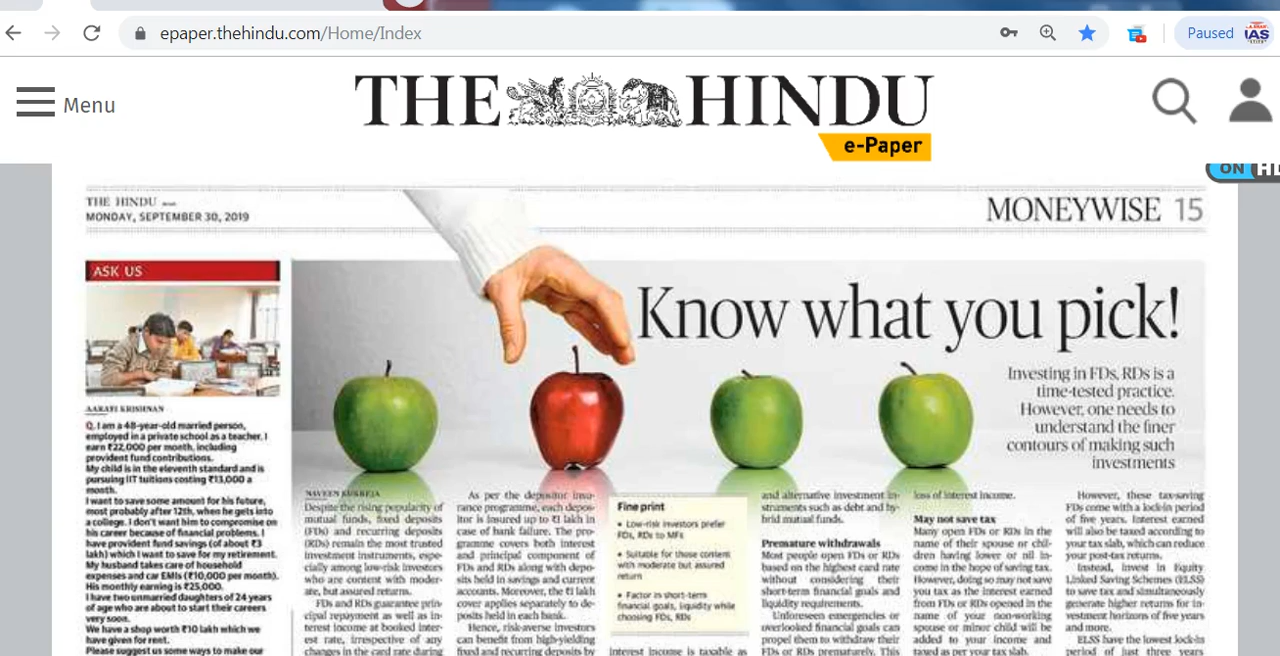 epaper.thehindu.com/Home/Index
Paused
IAS
Menu
THE HINDU
e-Paper
ON
THE HINDU
MONDAY, SEPTEMBER 30, 2019
MONEYWISE 15
ASK US
AARATI KRISHNAN
Q. I am a 48-year-old married person,
employed in a private school as a teacher. I
earn ₹22,000 per month, including
provident fund contributions.
My child is in the eleventh standard and is
pursuing IIT tuitions costing ₹13,000 a
month.
I want to save some amount for his future,
most probably after 12th, when he gets into
a college. I don't want him to compromise on
his career because of financial problems. I
have provident fund savings (of about ₹3
lakh) which I want to save for my retirement.
My husband takes care of household
expenses and car EMIs (₹10,000 per month).
His monthly earning is ₹25,000.
I have two unmarried daughters of 24 years
of age who are about to start their careers
very soon.
We have a shop worth ₹10 lakh which we
have given for rent.
Please suggest us some ways to make our
Know what you pick!
Investing in FDs, RDs is a
time-tested practice.
However, one needs to
understand the finer
contours of making such
investments
NAVEEN KUKREJA
Despite the rising popularity of
mutual funds, fixed deposits
(FDs) and recurring deposits
(RDs) remain the most trusted
investment instruments, espe-
cially among low-risk investors
who are content with moder-
ate, but assured returns.
FDs and RDs guarantee prin-
cipal repayment as well as in-
terest income at booked inter-
est rate, irrespective of any
changes in the card rate during
As per the depositor insu-
rance programme, each depos-
itor is insured up to ₹1 lakh in
case of bank failure. The pro-
gramme covers both interest
and principal component of
FDs and RDs along with depo-
sits held in savings and current
accounts. Moreover, the ₹1 lakh
cover applies separately to de-
posits held in each bank.
Hence, risk-averse investors
can benefit from high-yielding
fixed and recurring deposits by
Fine print
• Low-risk investors prefer
FDs, RDs to MFs
• Suitable for those content
with moderate but assured
return
• Factor in short-term
financial goals, liquidity while
choosing FDs, RDs
interest income is taxable as
and alternative investment in-
struments such as debt and hy-
brid mutual funds.
Premature withdrawals
Most people open FDs or RDs
based on the highest card rate
without considering their
short-term financial goals and
liquidity requirements.
Unforeseen emergencies or
overlooked financial goals can
propel them to withdraw their
FDs or RDs prematurely. This
loss of interest income.
May not save tax
Many open FDs or RDs in the
name of their spouse or chil-
dren having lower or nil in-
come in the hope of saving tax.
However, doing so may not save
you tax as the interest earned
from FDs or RDs opened in the
name of your non-working
spouse or minor child will be
added to your income and
taxed as per your tax slab.
However, these tax-saving
FDs come with a lock-in period
of five years. Interest earned
will also be taxed according to
your tax slab, which can reduce
your post-tax returns.
Instead, invest in Equity
Linked Saving Schemes (ELSS)
to save tax and simultaneously
generate higher returns for in-
vestment horizons of five years
and more.
ELSS have the lowest lock-in
period of just three years